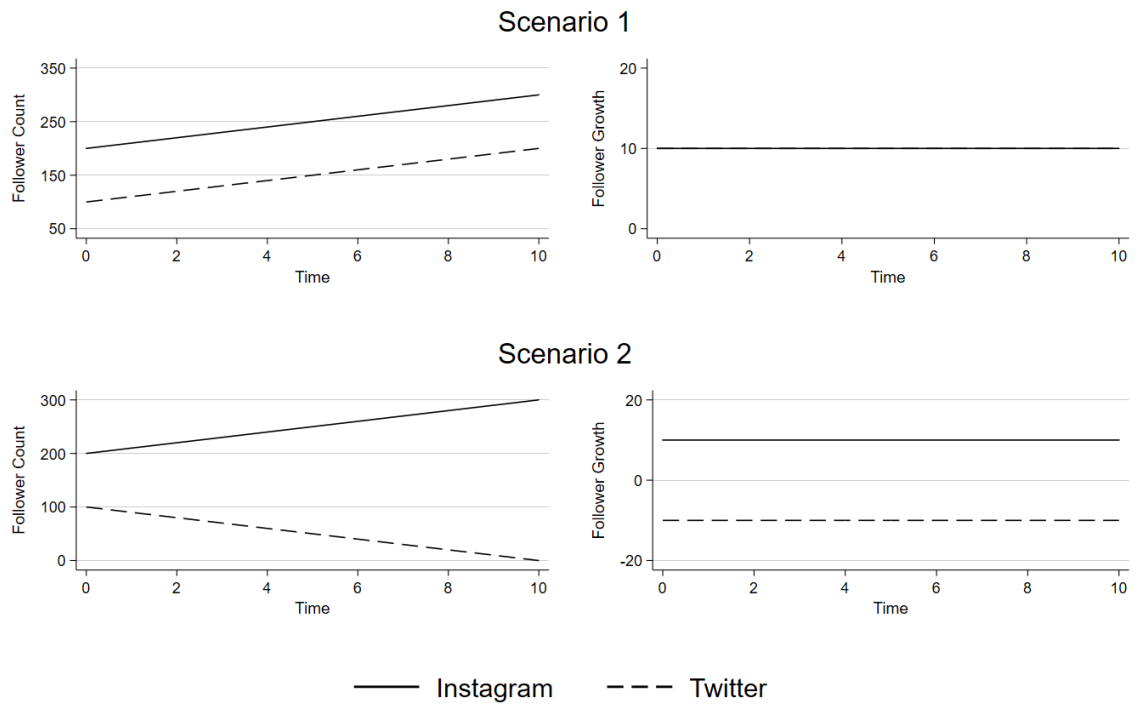 Scenario 1
Follower Count
350
250
150
50
0 2 4 6 8 10
Time
Follower Growth
20
10
0
0 2 4 6 8 10
Time
Scenario 2
Follower Count
300
200
100
0
0 2 4 6 8 10
Time
Follower Growth
20
0
-20
0 2 4 6 8 10
Time
Instagram Twitter